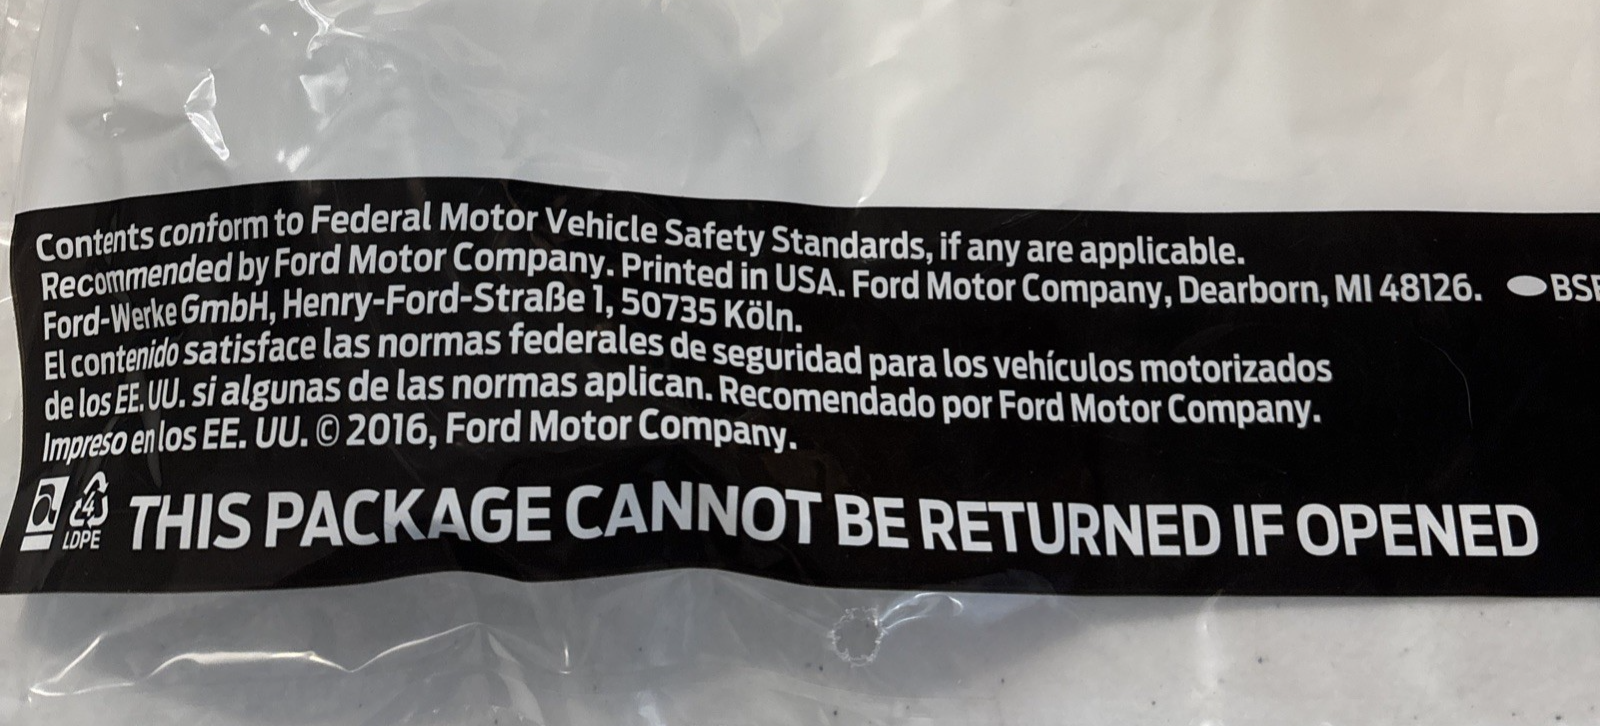 Contents conform to Federal Motor Vehicle Safety Standards, if any are applicable.
Recommended by Ford Motor Company. Printed in USA. Ford Motor Company, Dearborn, MI 48126.
Ford-Werke GmbH, Henry-Ford-Straße 1, 50735 Köln.
El contenido satisface las normas federales de seguridad para los vehículos motorizados
de los EE. UU. si algunas de las normas aplican. Recomendado por Ford Motor Company.
Impreso en los EE. UU. © 2016, Ford Motor Company.
4
LDPE
THIS PACKAGE CANNOT BE RETURNED IF OPENED